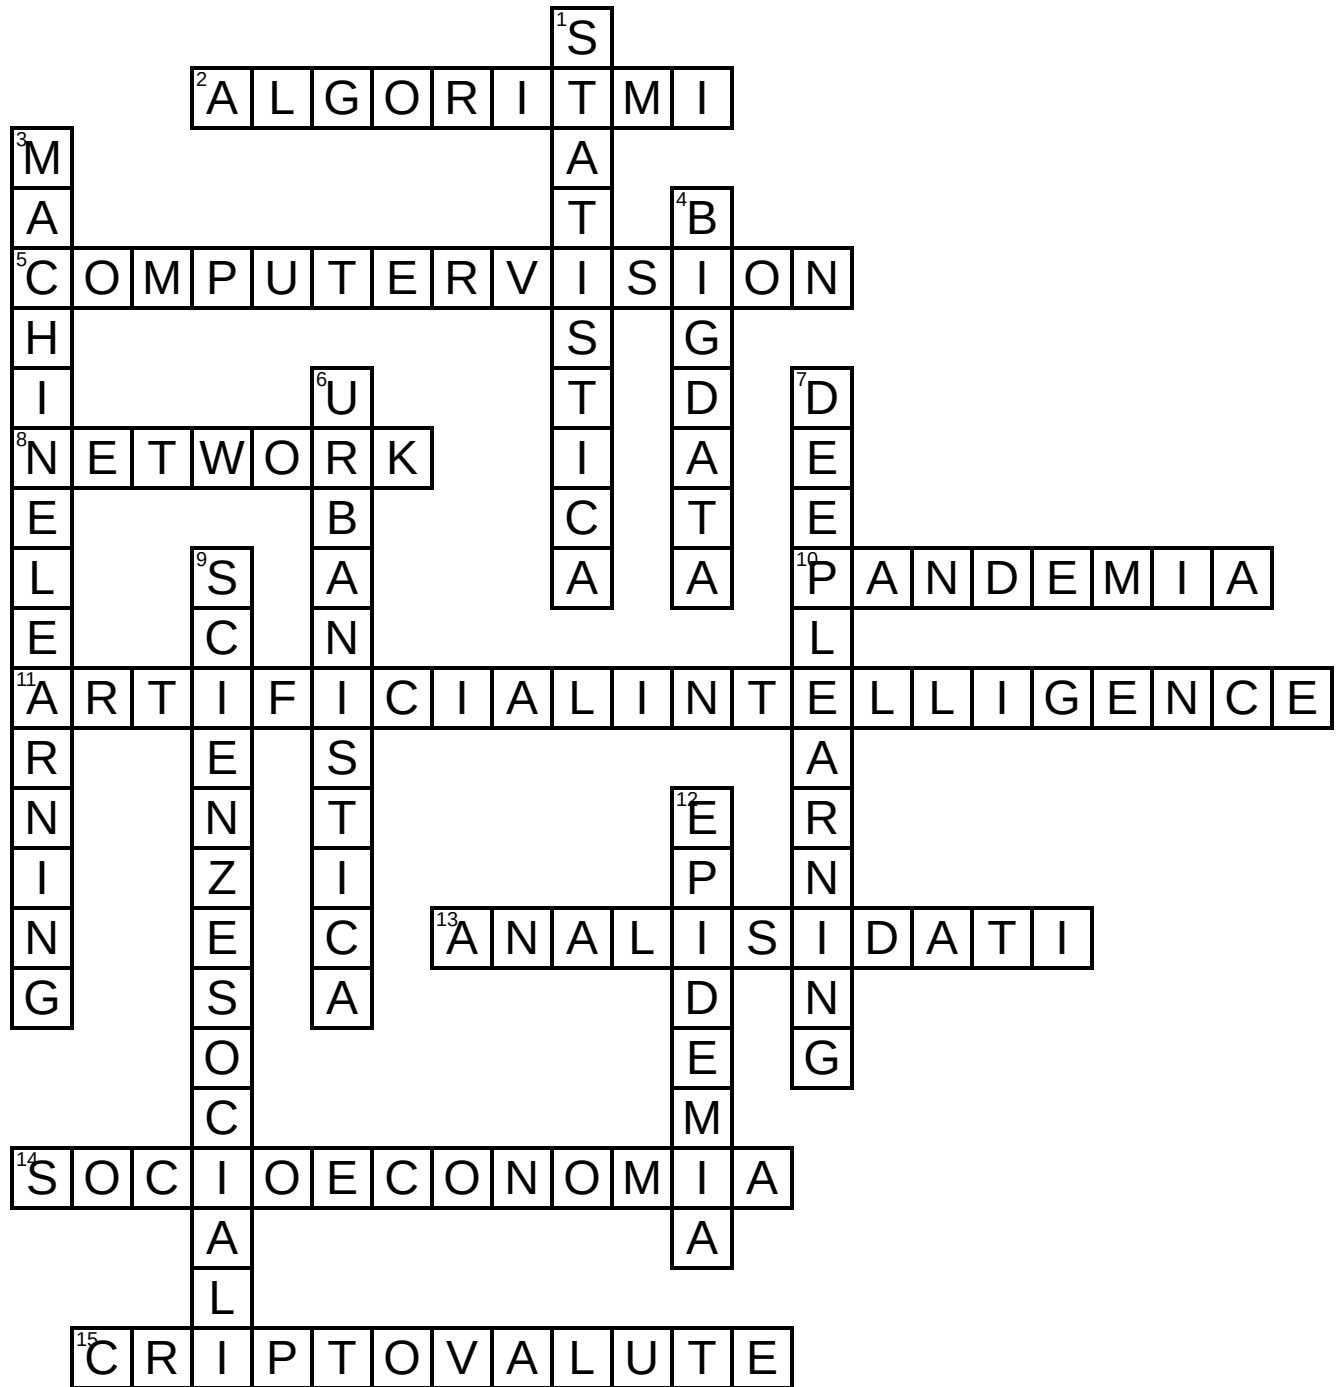 1 STATISTICA
2 ALGORITMI
3 MACHINELEARNING
4 BIGDATA
5 COMPUTERVISION
6 URBANISTICA
7 DEEPLEARNING
8 NETWORK
9 SCIENZESOCIALI
10 PANDEMIA
11 ARTIFICIALINTELLIGENCE
12 EPIDEMIA
13 ANALISIDATI
14 SOCIOECONOMIA
15 CRIPTOVALUTE